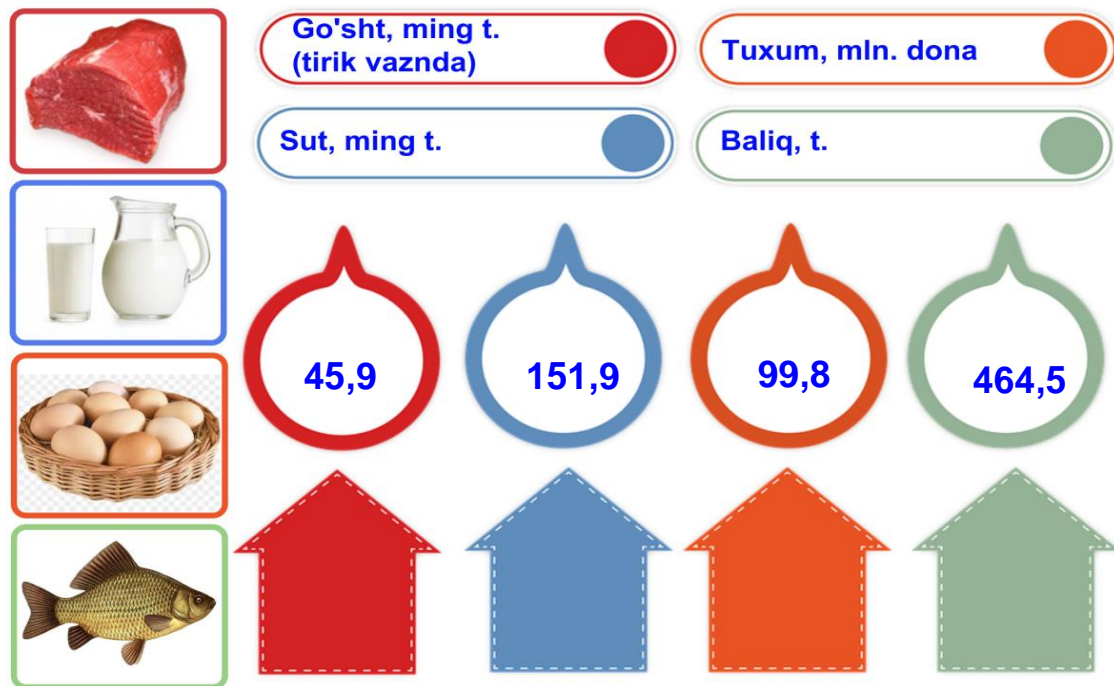 Go'sht, ming t.
(tirik vaznda)
Tuxum, mln. dona
Sut, ming t.
Baliq, t.
45,9
151,9
99,8
464,5